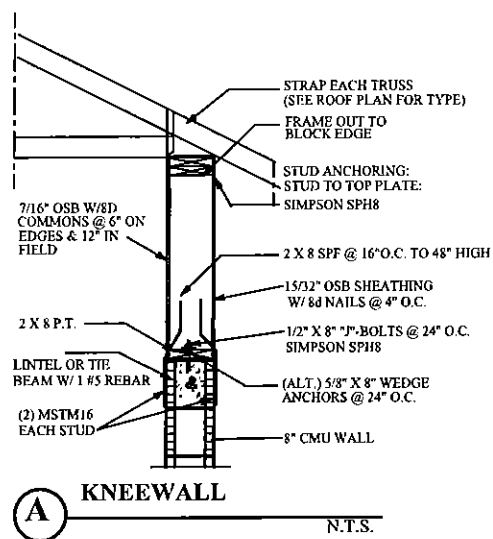 STRAP EACH TRUSS
(SEE ROOF PLAN FOR TYPE)
FRAME OUT TO
BLOCK EDGE
STUD ANCHORING:
STUD TO TOP PLATE:
SIMPSON SPH8
7/16" OSB W/8D
COMMONS @ 6" ON
EDGES & 12" IN
FIELD
2 X 8 SPF @ 16"O.C. TO 48" HIGH
15/32" OSB SHEATHING
W/ 8d NAILS @ 4" O.C.
2 X 8 P.T.
1/2" X 8" "J"-BOLTS @ 24" O.C.
SIMPSON SPH8
LINTEL OR TIE
BEAM W/ 1 #5 REBAR
(ALT.) 5/8" X 8" WEDGE
ANCHORS @ 24" O.C.
(2) MSTM16
EACH STUD
8" CMU WALL
A KNEEWALL
N.T.S.